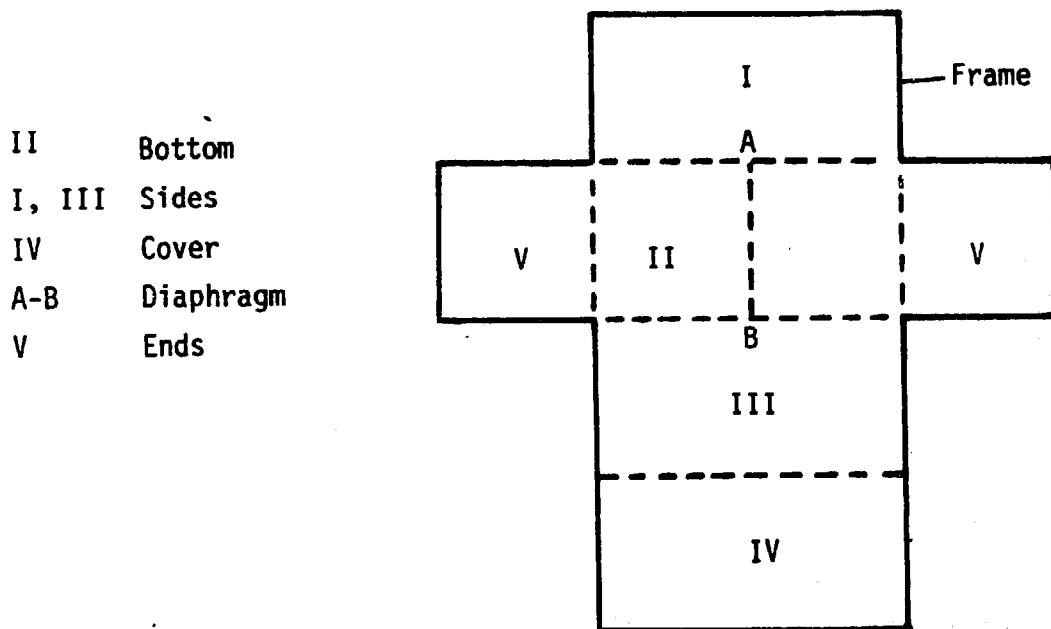 II Bottom
I, III Sides
IV Cover
A-B Diaphragm
V Ends
I
Frame
A
V
II
V
B
III
IV